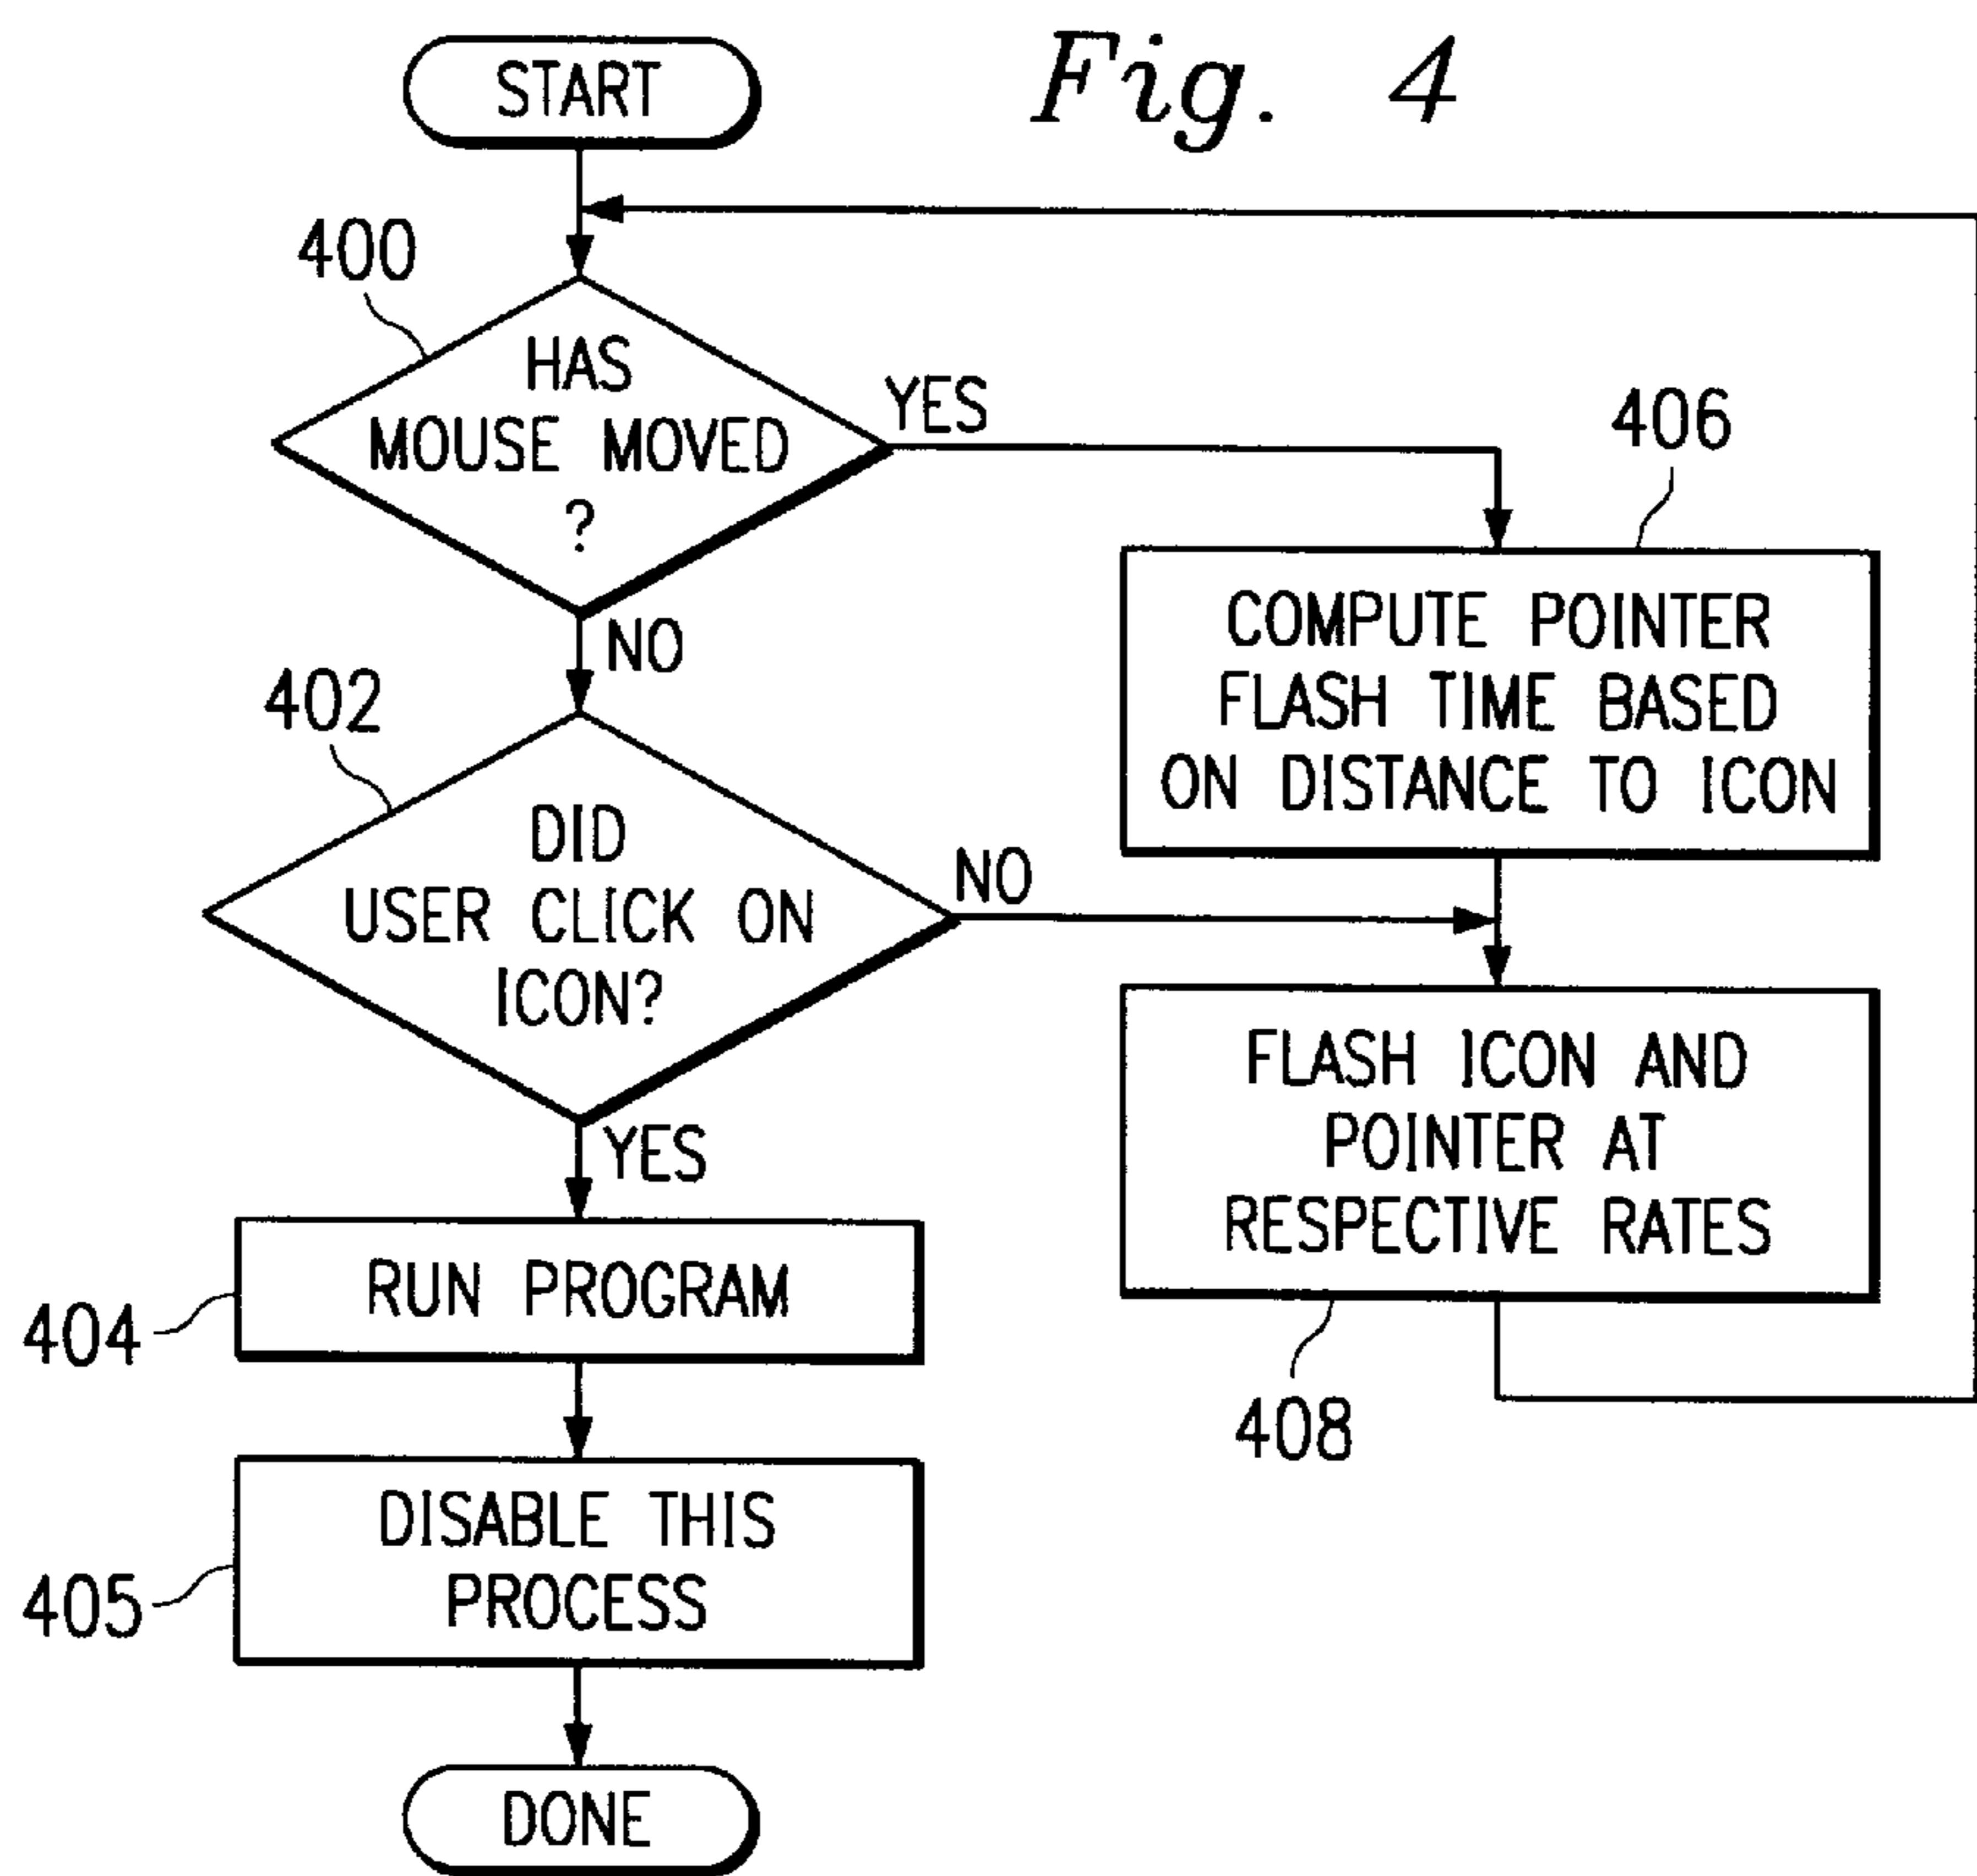 Fig. 4
START
400
HAS
MOUSE MOVED
?
YES
NO
402
DID
USER CLICK ON
ICON?
NO
YES
406
COMPUTE POINTER
FLASH TIME BASED
ON DISTANCE TO ICON
FLASH ICON AND
POINTER AT
RESPECTIVE RATES
408
RUN PROGRAM
404
DISABLE THIS
PROCESS
405
DONE